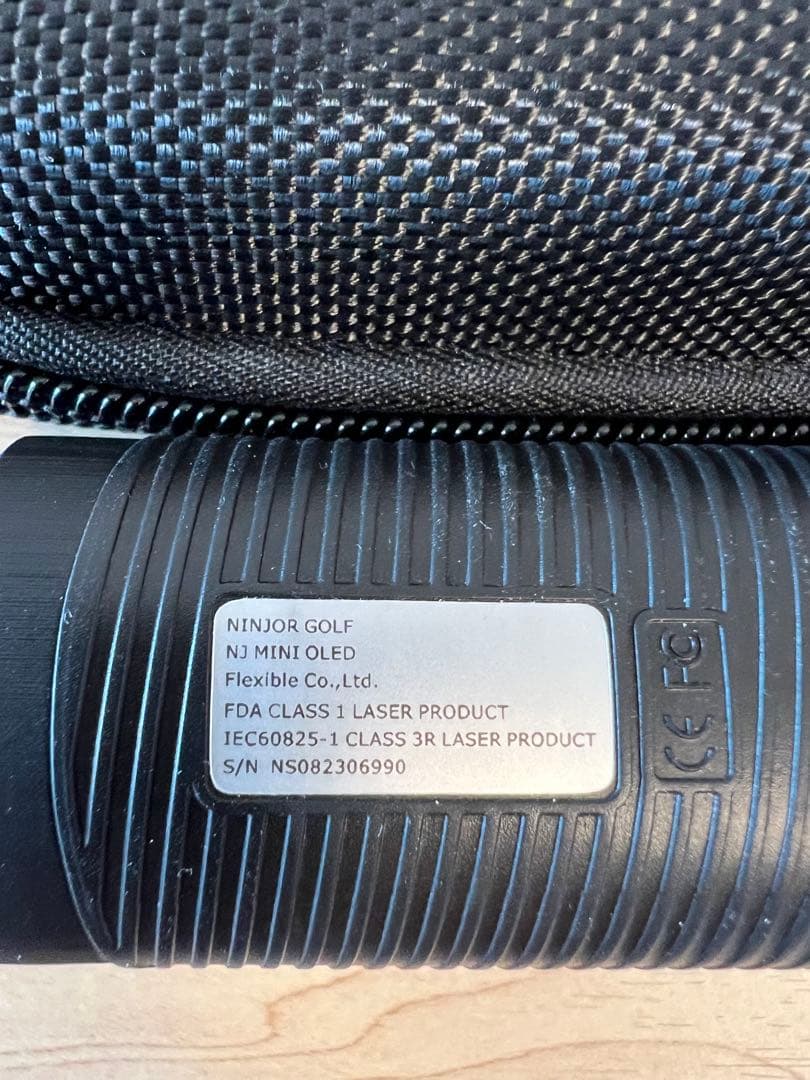 NINJOR GOLF
NJ MINI OLED
Flexible Co.,Ltd.
FDA CLASS 1 LASER PRODUCT
IEC60825-1 CLASS 3R LASER PRODUCT
S/N NS082306990
CE FC